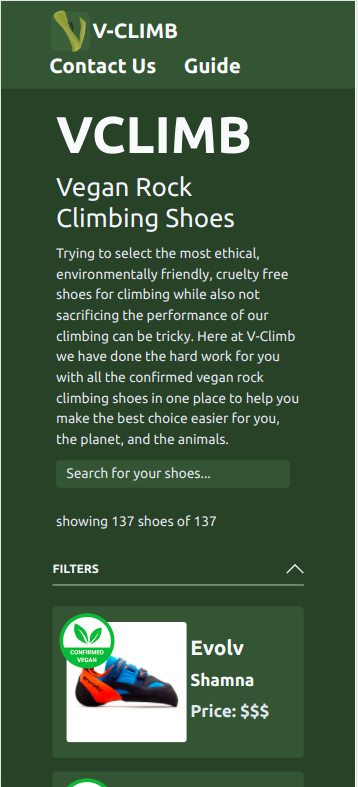 V-CLIMB
Contact Us Guide
VCLIMB
Vegan Rock
Climbing Shoes
Trying to select the most ethical,
environmentally friendly, cruelty free
shoes for climbing while also not
sacrificing the performance of our
climbing can be tricky. Here at V-Climb
we have done the hard work for you
with all the confirmed vegan rock
climbing shoes in one place to help you
make the best choice easier for you,
the planet, and the animals.
Search for your shoes...
showing 137 shoes of 137
FILTERS
CONFIRMED
VEGAN
evolv
Evolv
Shamna
Price: $$$